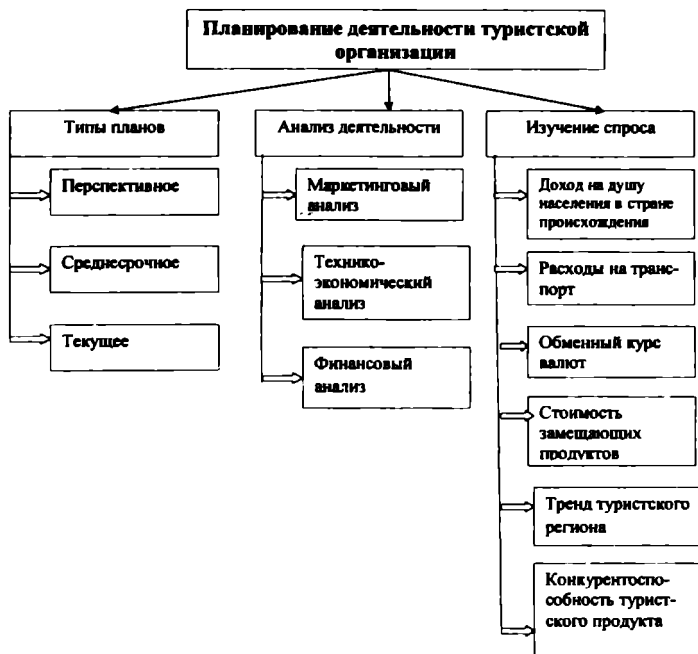 Планирование деятельности туристской
организации
Типы планов
Анализ деятельности
Изучение спроса
Перспективное
Среднесрочное
Текущее
Маркетинговый
анализ
Технико-
экономический
анализ
Финансовый
анализ
Доход на душу
населения в стране
происхождения
Расходы на транс-
порт
Обменный курс
валют
Стоимость
замещающих
продуктов
Тренд туристского
региона
Конкурентоспо-
собность турист-
ского продукта